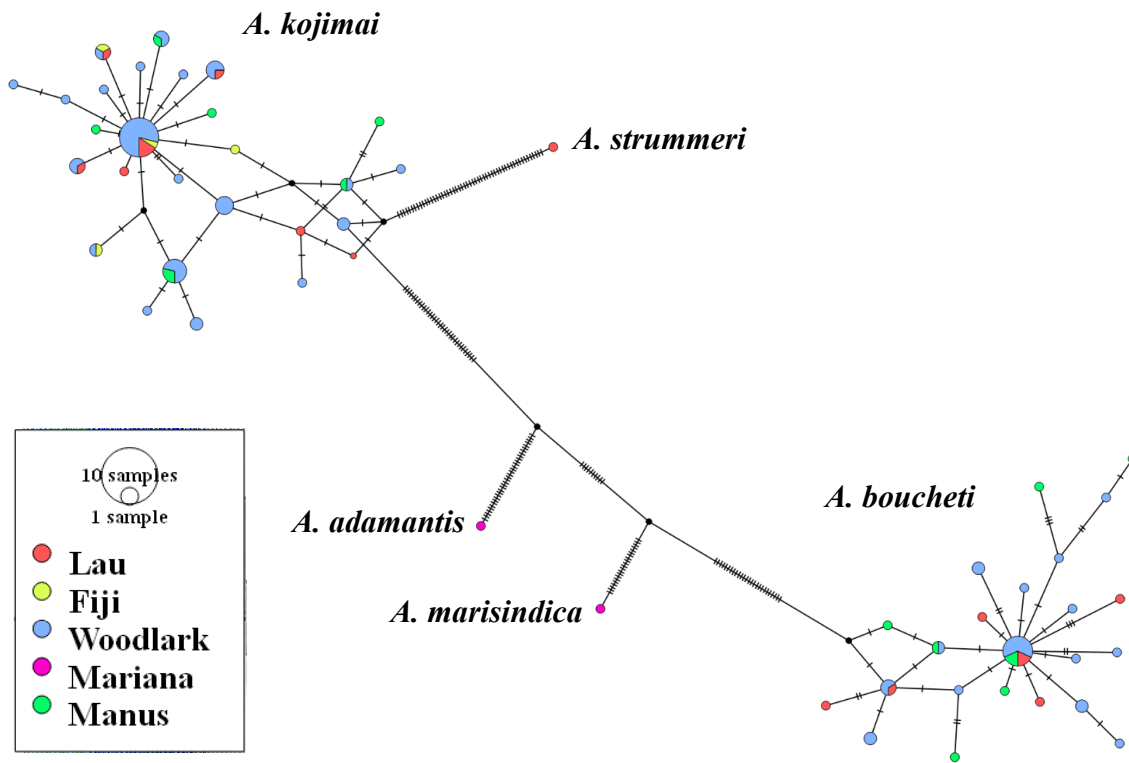 A. kojimai
A. strummeri
A. adamantis
A. boucheti
A. marisindica
10 samples
1 sample
Lau
Fiji
Woodlark
Mariana
Manus